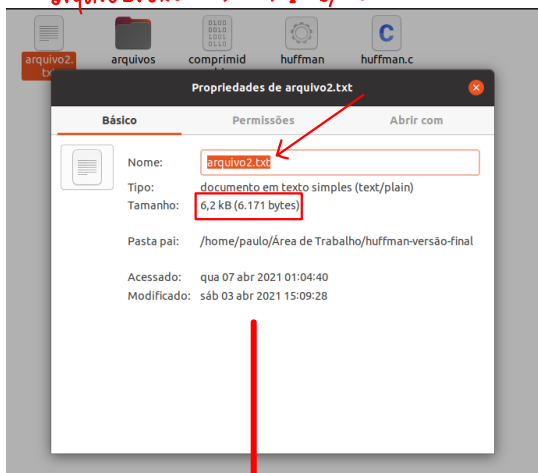 arquivo2. arquivos comprimid huffman huffman.c
Propriedades de arquivo2.txt
Básico Permissões Abrir com
Nome: arquivo2.txt
Tipo: documento em texto simples (text/plain)
Tamanho: 6,2 kB (6.171 bytes)
Pasta pai: /home/paulo/Área de Trabalho/huffman-versão-final
Acessado: qua 07 abr 2021 01:04:40
Modificado: sáb 03 abr 2021 15:09:28